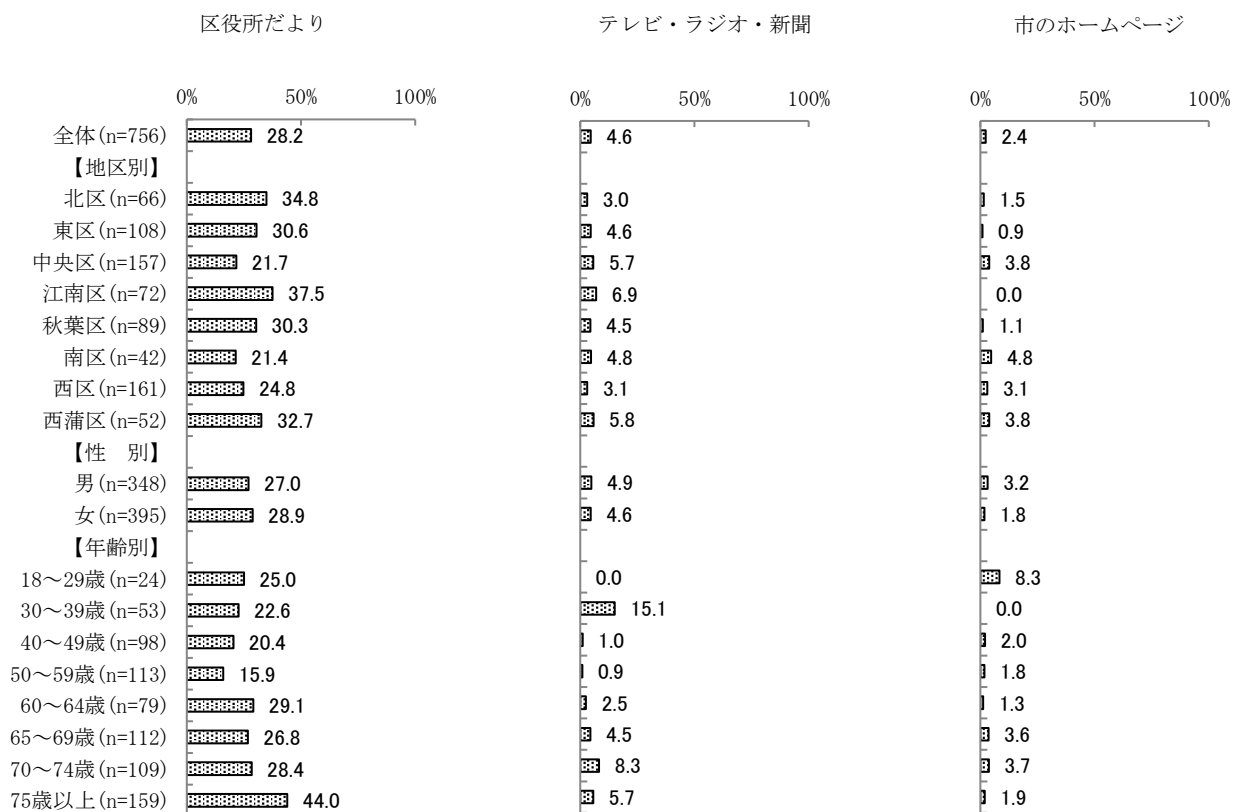 区役所だより テレビ・ラジオ・新聞 市のホームページ
0% 50% 100% 0% 50% 100% 0% 50% 100%
全体(n=756) 28.2 4.6 2.4
【地区別】
北区(n=66) 34.8 3.0 1.5
東区(n=108) 30.6 4.6 0.9
中央区(n=157) 21.7 5.7 3.8
江南区(n=72) 37.5 6.9 0.0
秋葉区(n=89) 30.3 4.5 1.1
南区(n=42) 21.4 4.8 4.8
西区(n=161) 24.8 3.1 3.1
西蒲区(n=52) 32.7 5.8 3.8
【性　別】
男(n=348) 27.0 4.9 3.2
女(n=395) 28.9 4.6 1.8
【年齢別】
18～29歳(n=24) 25.0 0.0 8.3
30～39歳(n=53) 22.6 15.1 0.0
40～49歳(n=98) 20.4 1.0 2.0
50～59歳(n=113) 15.9 0.9 1.8
60～64歳(n=79) 29.1 2.5 1.3
65～69歳(n=112) 26.8 4.5 3.6
70～74歳(n=109) 28.4 8.3 3.7
75歳以上(n=159) 44.0 5.7 1.9